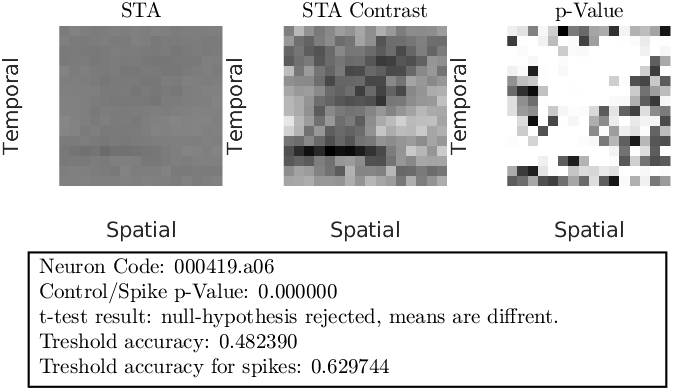 STA
STA Contrast
p-Value
Temporal
Temporal
Temporal
Spatial
Spatial
Spatial
Neuron Code: 000419.a06
Control/Spike p-Value: 0.000000
t-test result: null-hypothesis rejected, means are diffrent.
Treshold accuracy: 0.482390
Treshold accuracy for spikes: 0.629744